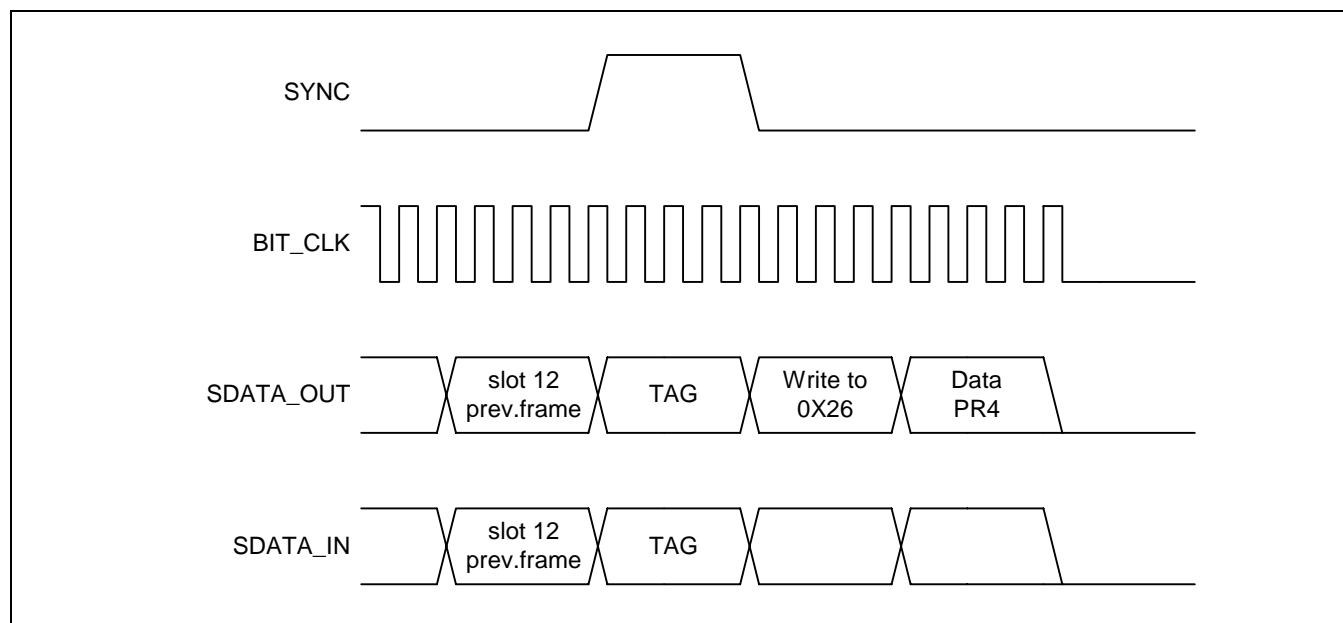 SYNC
BIT_CLK
SDATA_OUT
slot 12
prev.frame
TAG
Write to
0X26
Data
PR4
SDATA_IN
slot 12
prev.frame
TAG